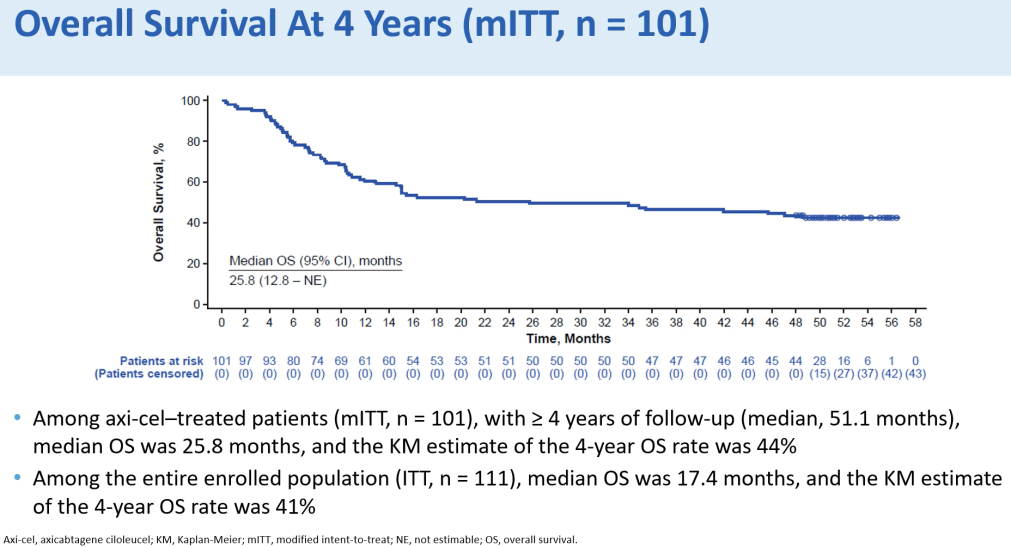 Overall Survival At 4 Years (mITT, n = 101)
100
80
60
40
20
0
Overall Survival, %
Median OS (95% CI), months
25.8 (12.8 – NE)
0 2 4 6 8 10 12 14 16 18 20 22 24 26 28 30 32 34 36 38 40 42 44 46 48 50 52 54 56 58
Time, Months
Patients at risk 101 97 93 80 74 69 61 60 54 53 53 51 51 50 50 50 50 50 47 47 47 46 46 45 44 28 16 6 1 0
(Patients censored) (0) (0) (0) (0) (0) (0) (0) (0) (0) (0) (0) (0) (0) (0) (0) (0) (0) (0) (0) (0) (0) (0) (0) (0) (0) (15) (27) (37) (42) (43)
• Among axi-cel–treated patients (mITT, n = 101), with ≥ 4 years of follow-up (median, 51.1 months),
median OS was 25.8 months, and the KM estimate of the 4-year OS rate was 44%
• Among the entire enrolled population (ITT, n = 111), median OS was 17.4 months, and the KM estimate
of the 4-year OS rate was 41%
Axi-cel, axicabtagene ciloleucel; KM, Kaplan-Meier; mITT, modified intent-to-treat; NE, not estimable; OS, overall survival.